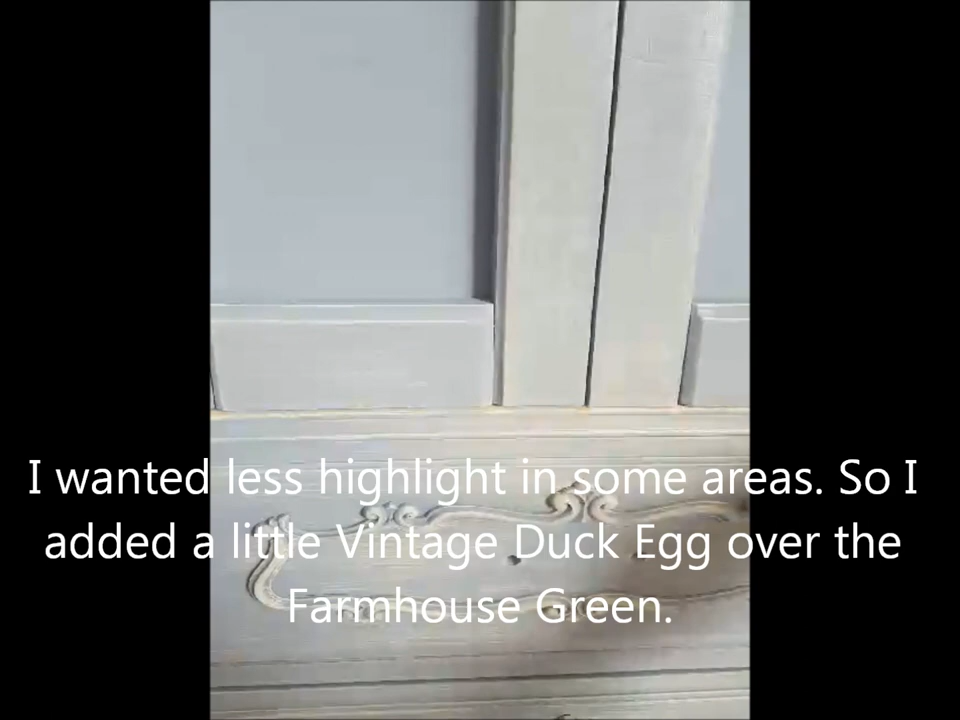 I wanted less highlight in some areas. So I
added a little Vintage Duck Egg over the
Farmhouse Green.